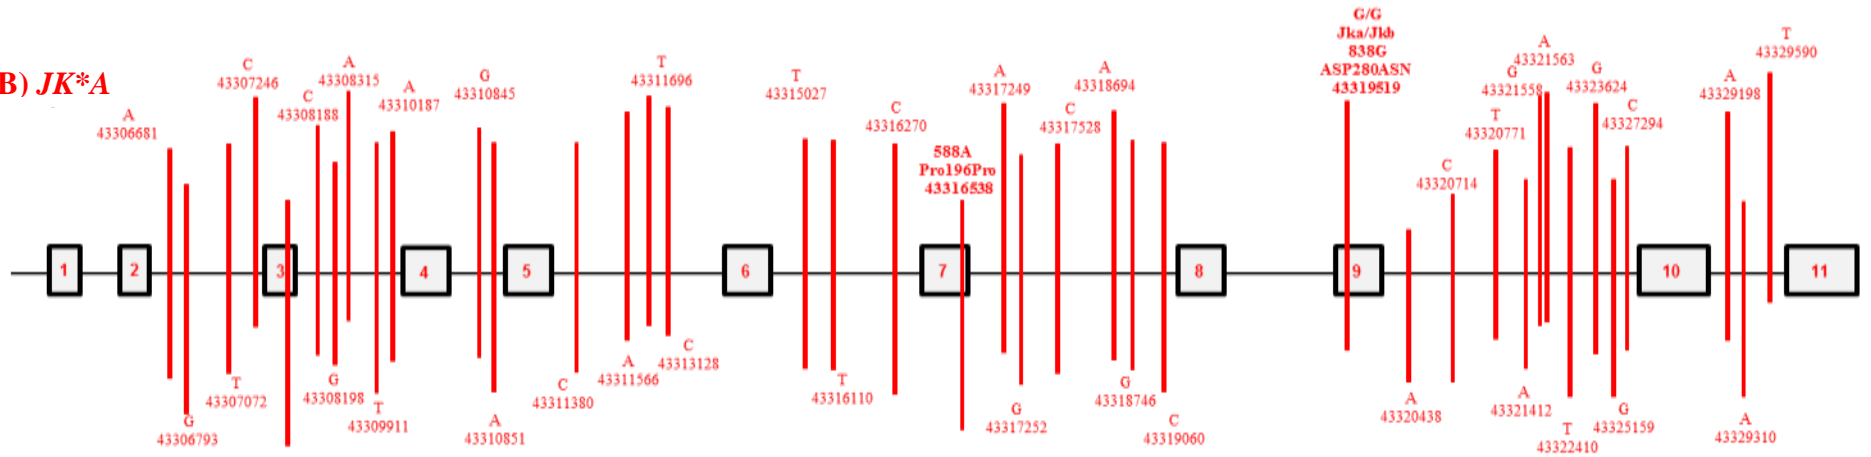 B) JK*A
A
43306681
G
43306793
T
43307072
C
43307246
C
43308188
G
43308198
A
43308315
T
43309911
A
43310187
G
43310845
A
43310851
C
43311380
A
43311566
T
43311696
C
43313128
T
43315027
T
43316110
C
43316270
588A
Pro196Pro
43316538
A
43317249
G
43317252
C
43317528
A
43318694
G
43318746
C
43319060
G/G
Jka/Jkb
838G
ASP280ASN
43319519
A
43320438
C
43320714
T
43320771
A
43321412
G
43321558
A
43321563
T
43322410
G
43323624
G
43325159
C
43327294
A
43329198
A
43329310
T
43329590
1
2
3
4
5
6
7
8
9
10
11